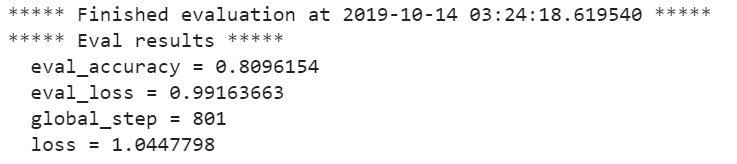 ***** Finished evaluation at 2019-10-14 03:24:18.619540 *****
***** Eval results *****
  eval_accuracy = 0.8096154
  eval_loss = 0.99163663
  global_step = 801
  loss = 1.0447798